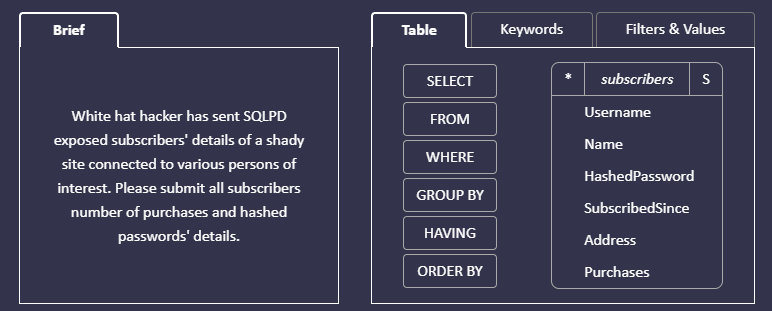 Brief
White hat hacker has sent SQLPD
exposed subscribers' details of a shady
site connected to various persons of
interest. Please submit all subscribers
number of purchases and hashed
passwords' details.
Table
Keywords
Filters & Values
SELECT
FROM
WHERE
GROUP BY
HAVING
ORDER BY
* subscribers S
Username
Name
HashedPassword
SubscribedSince
Address
Purchases